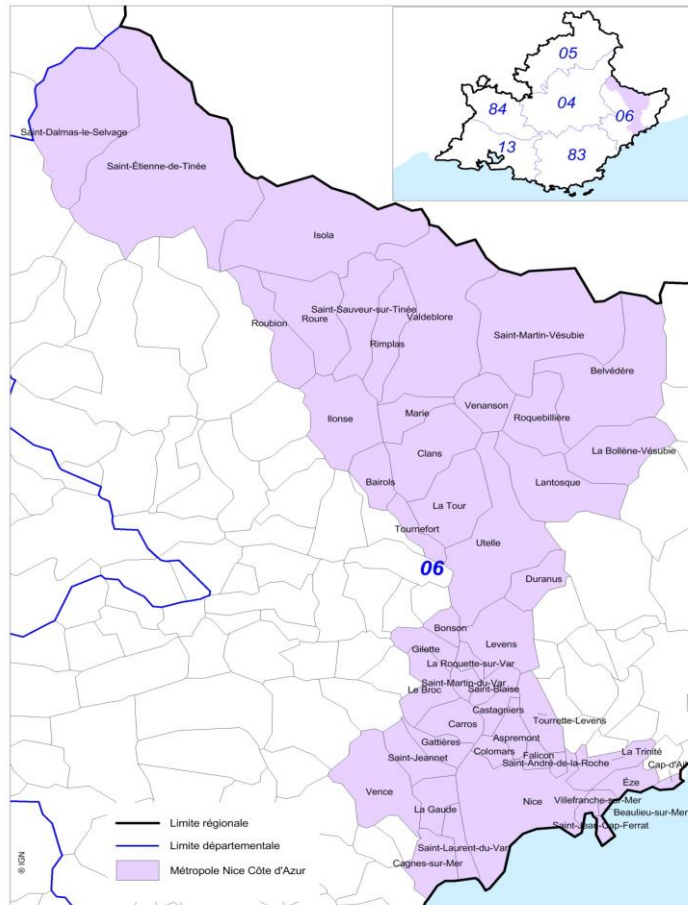 05
04
84
06
13
83
Saint-Dalmas-le-Selvage
Saint-Étienne-de-Tinée
Isola
Saint-Sauveur-sur-Tinée
Roubion
Roure
Valdeblore
Rimplas
Saint-Martin-Vésubie
Belvédère
Ilonse
Marie
Venanson
Roquebillière
Clans
La Bollène-Vésubie
Bairols
Lantosque
La Tour
Tournefort
Utelle
06
Duranus
Bonson
Gilette
Levens
La Roquette-sur-Var
Saint-Martin-du-Var
Le Broc
Saint-Blaise
Castagniers
Carros
Tourrette-Levens
Aspremont
Gattières
Colomars
Falicon
La Trinité
Saint-Jeannet
Saint-André-de-la-Roche
Cap-d'Ail
Vence
Èze
La Gaude
Nice
Villefranche-sur-Mer
Beaulieu-sur-Mer
Saint-Jean-Cap-Ferrat
Saint-Laurent-du-Var
Cagnes-sur-Mer
Limite régionale
Limite départementale
Métropole Nice Côte d'Azur
© IGN